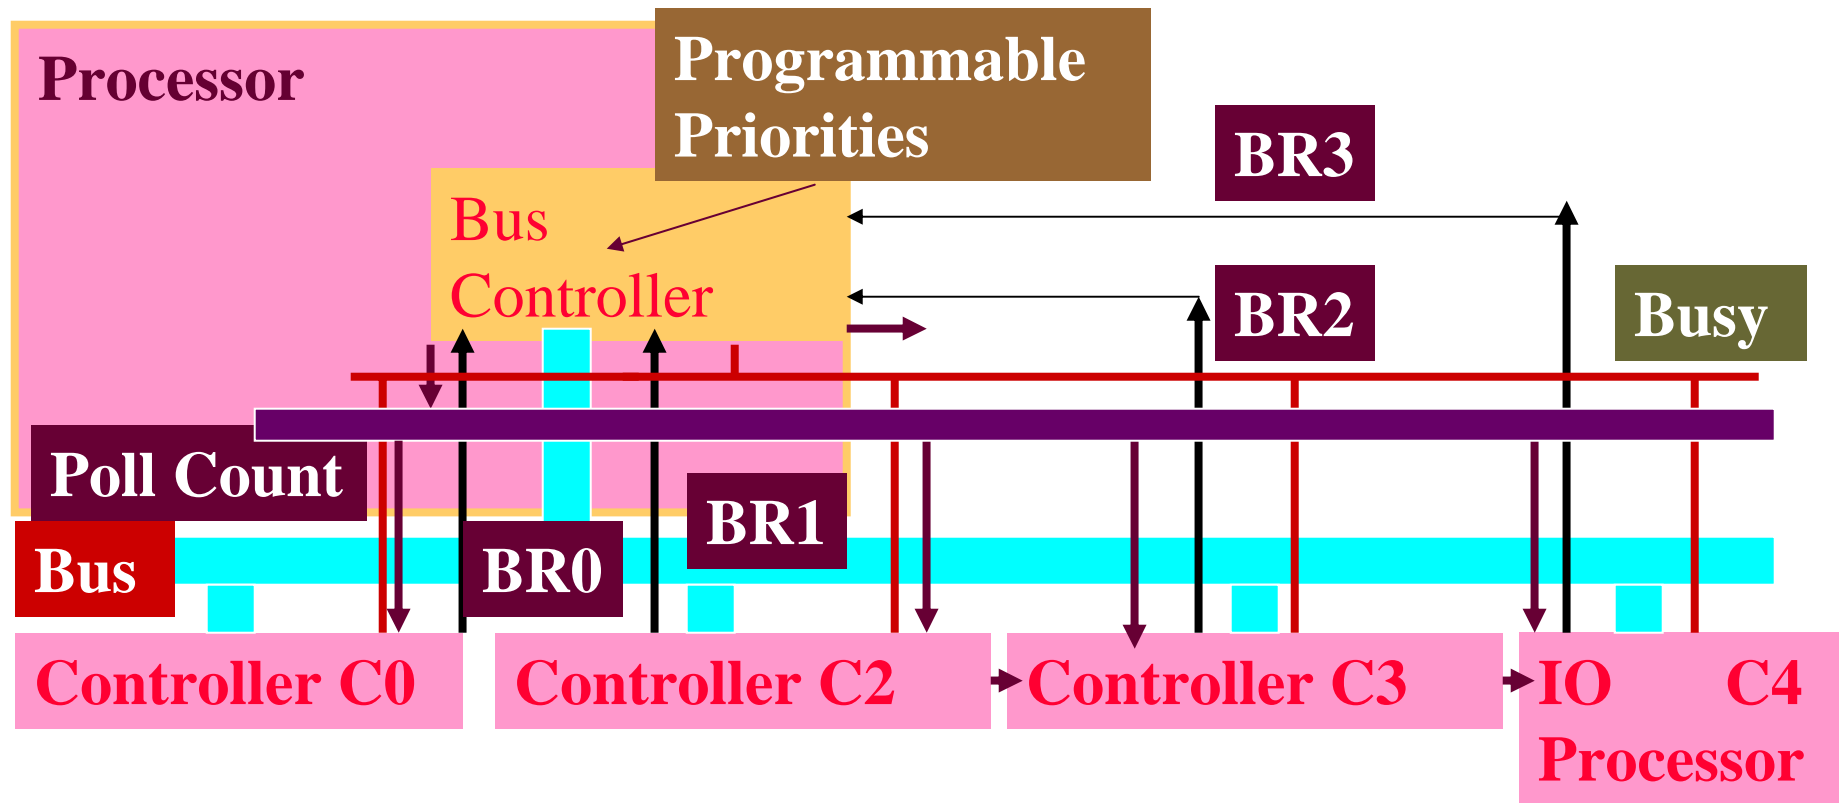 Processor
Programmable
Priorities
BR3
Bus
Controller
BR2
Busy
Poll Count
BR1
Bus
BR0
Controller C0
Controller C2
Controller C3
IO C4
Processor